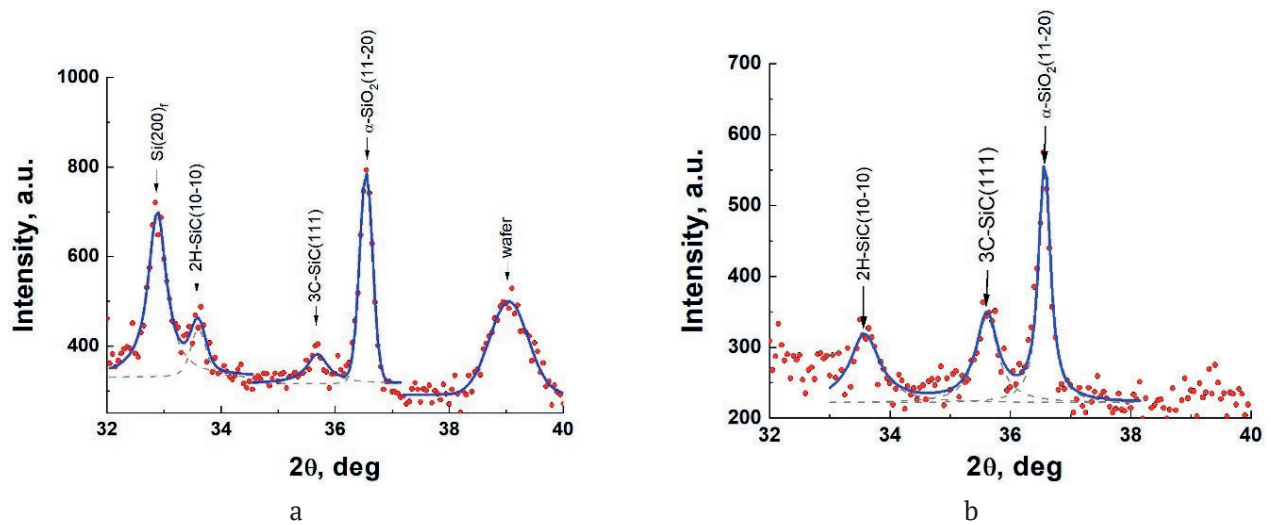 1000
800
600
400
Intensity, a.u.
Si(200)f
2H-SiC(10-10)
3C-SiC(111)
α-SiO2(11-20)
wafer
32
34
36
38
40
2θ, deg
a
700
600
500
400
300
200
Intensity, a.u.
2H-SiC(10-10)
3C-SiC(111)
α-SiO2(11-20)
32
34
36
38
40
2θ, deg
b